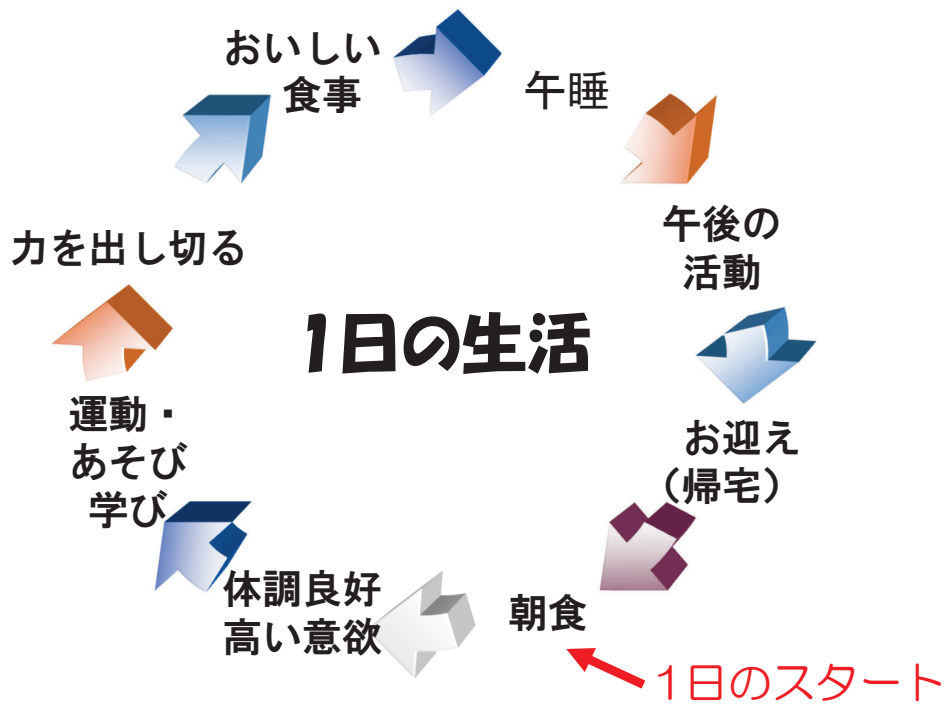 おいしい
食事
午睡
午後の
活動
お迎え
（帰宅）
朝食
1日のスタート
体調良好
高い意欲
運動・
あそび
学び
力を出し切る
1日の生活